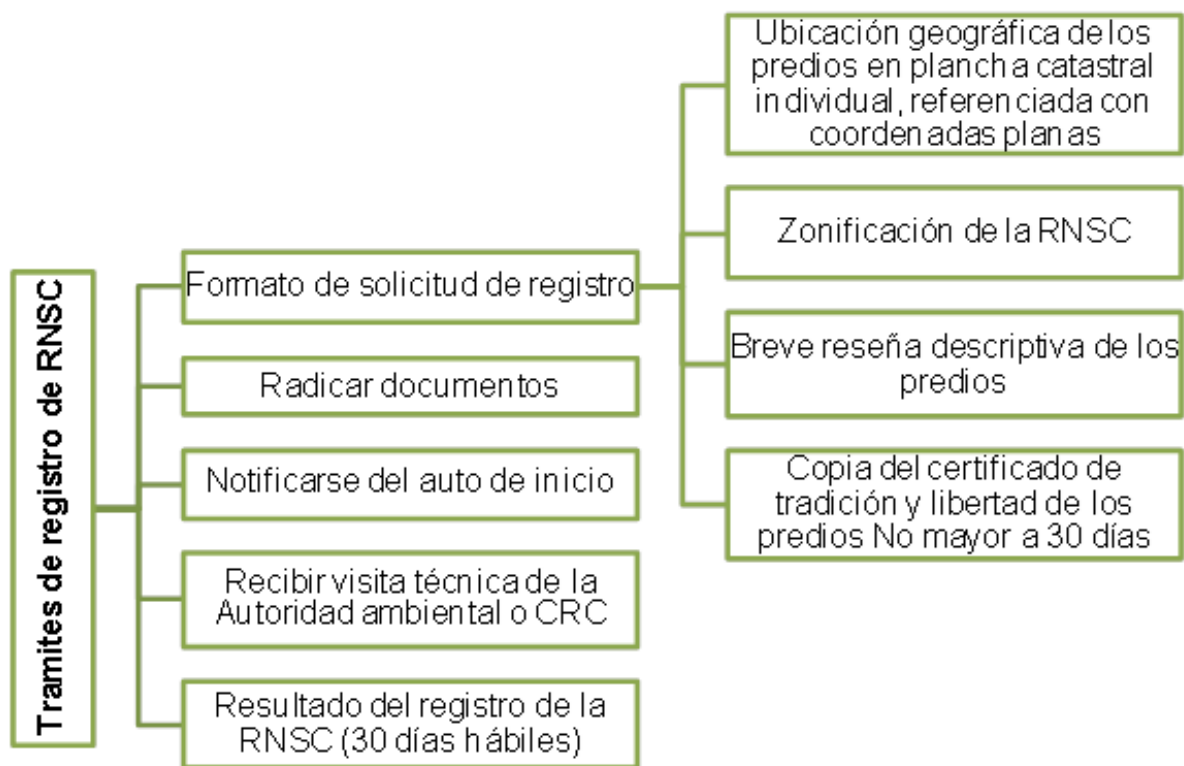 Tramites de registro de RNSC
Formato de solicitud de registro
Radicar documentos
Notificarse del auto de inicio
Recibir visita técnica de la
Autoridad ambiental o CRC
Resultado del registro de la
RNSC (30 días hábiles)
Ubicación geográfica de los
predios en plancha catastral
individual, referenciada con
coordenadas planas
Zonificación de la RNSC
Breve reseña descriptiva de los
predios
Copia del certificado de
tradición y libertad de los
predios No mayor a 30 días